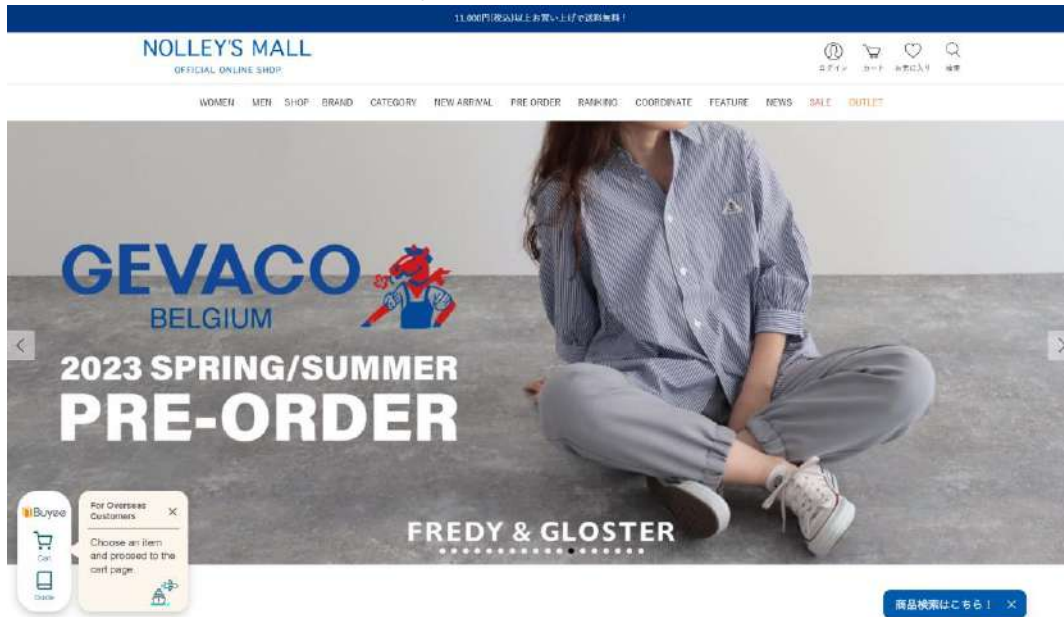 11,000円(税込)以上お買い上げで送料無料！
NOLLEY'S MALL
OFFICIAL ONLINE SHOP
ログイン カート お気に入り 検索
WOMEN MEN SHOP BRAND CATEGORY NEW ARRIVAL PRE ORDER RANKING COORDINATE FEATURE NEWS SALE OUTLET
GEVACO
BELGIUM
2023 SPRING/SUMMER
PRE-ORDER
FREDY & GLOSTER
Buyee
Cart
Guide
For Overseas
Customers
Choose an item
and proceed to the
cart page.
商品検索はこちら！